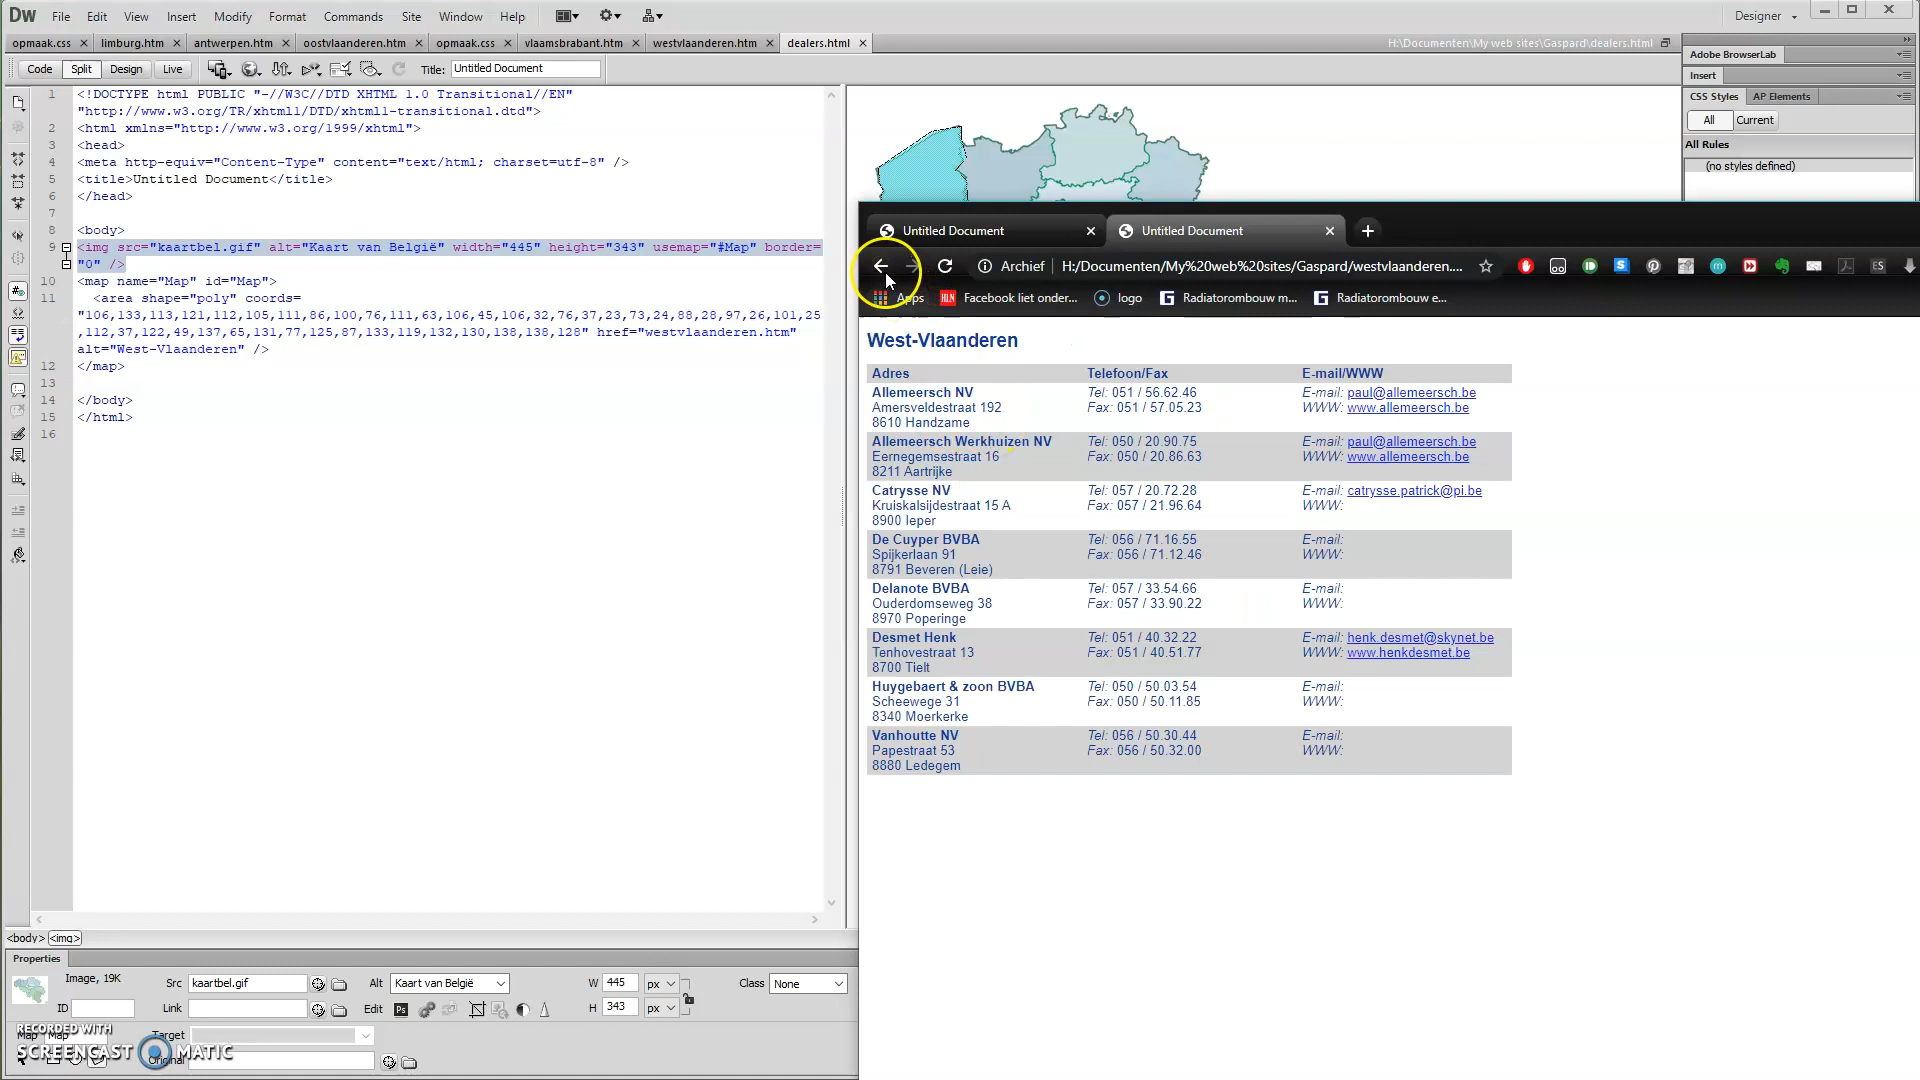 Dw File Edit View Insert Modify Format Commands Site Window Help Designer
opmaak.css limburg.htm antwerpen.htm oostvlaanderen.htm opmaak.css vlaamsbrabant.htm westvlaanderen.htm dealers.html H:\Documenten\My web sites\Gaspard\dealers.html
Code Split Design Live Title: Untitled Document
1 <!DOCTYPE html PUBLIC "-//W3C//DTD XHTML 1.0 Transitional//EN"
"http://www.w3.org/TR/xhtml1/DTD/xhtml1-transitional.dtd">
2 <html xmlns="http://www.w3.org/1999/xhtml">
3 <head>
4 <meta http-equiv="Content-Type" content="text/html; charset=utf-8" />
5 <title>Untitled Document</title>
6 </head>
7
8 <body>
9 <img src="kaartbel.gif" alt="Kaart van België" width="445" height="343" usemap="#Map" border=
"0" />
10 <map name="Map" id="Map">
11 <area shape="poly" coords=
"106,133,113,121,112,105,111,86,100,76,111,63,106,45,106,32,76,37,23,73,24,88,28,97,26,101,25
,112,37,122,49,137,65,131,77,125,87,133,119,132,130,138,138,128" href="westvlaanderen.htm"
alt="West-Vlaanderen" />
12 </map>
13
14 </body>
15 </html>
16
<body> <img>
Properties
Image, 19K Src kaartbel.gif Alt Kaart van België W 445 px Class None
ID Link Edit Ps H 343 px
Map Map Target
Original
RECORDED WITH
SCREENCAST MATIC
Adobe BrowserLab
Insert
CSS Styles AP Elements
All Current
All Rules
(no styles defined)
Untitled Document Untitled Document
Archief H:/Documenten/My%20web%20sites/Gaspard/westvlaanderen....
Apps HLN Facebook liet onder... logo G Radiatorombouw m... G Radiatorombouw e...
West-Vlaanderen
Adres Telefoon/Fax E-mail/WWW
Allemeersch NV Tel: 051 / 56.62.46 E-mail: paul@allemeersch.be
Amersveldestraat 192 Fax: 051 / 57.05.23 WWW: www.allemeersch.be
8610 Handzame
Allemeersch Werkhuizen NV Tel: 050 / 20.90.75 E-mail: paul@allemeersch.be
Eernegemsestraat 16 Fax: 050 / 20.86.63 WWW: www.allemeersch.be
8211 Aartrijke
Catrysse NV Tel: 057 / 20.72.28 E-mail: catrysse.patrick@pi.be
Kruiskalsijdestraat 15 A Fax: 057 / 21.96.64 WWW:
8900 Ieper
De Cuyper BVBA Tel: 056 / 71.16.55 E-mail:
Spijkerlaan 91 Fax: 056 / 71.12.46 WWW:
8791 Beveren (Leie)
Delanote BVBA Tel: 057 / 33.54.66 E-mail:
Ouderdomseweg 38 Fax: 057 / 33.90.22 WWW:
8970 Poperinge
Desmet Henk Tel: 051 / 40.32.22 E-mail: henk.desmet@skynet.be
Tenhovestraat 13 Fax: 051 / 40.51.77 WWW: www.henkdesmet.be
8700 Tielt
Huygebaert & zoon BVBA Tel: 050 / 50.03.54 E-mail:
Scheewege 31 Fax: 050 / 50.11.85 WWW:
8340 Moerkerke
Vanhoutte NV Tel: 056 / 50.30.44 E-mail:
Papestraat 53 Fax: 056 / 50.32.00 WWW:
8880 Ledegem